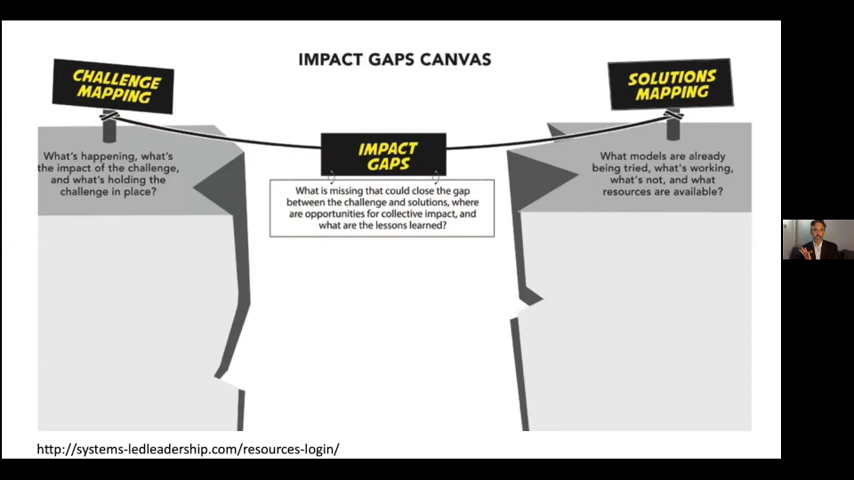 IMPACT GAPS CANVAS
CHALLENGE
MAPPING
What's happening, what's
the impact of the challenge,
and what's holding the
challenge in place?
IMPACT
GAPS
What is missing that could close the gap
between the challenge and solutions, where
are opportunities for collective impact, and
what are the lessons learned?
SOLUTIONS
MAPPING
What models are already
being tried, what's working,
what's not, and what
resources are available?
http://systems-ledleadership.com/resources-login/